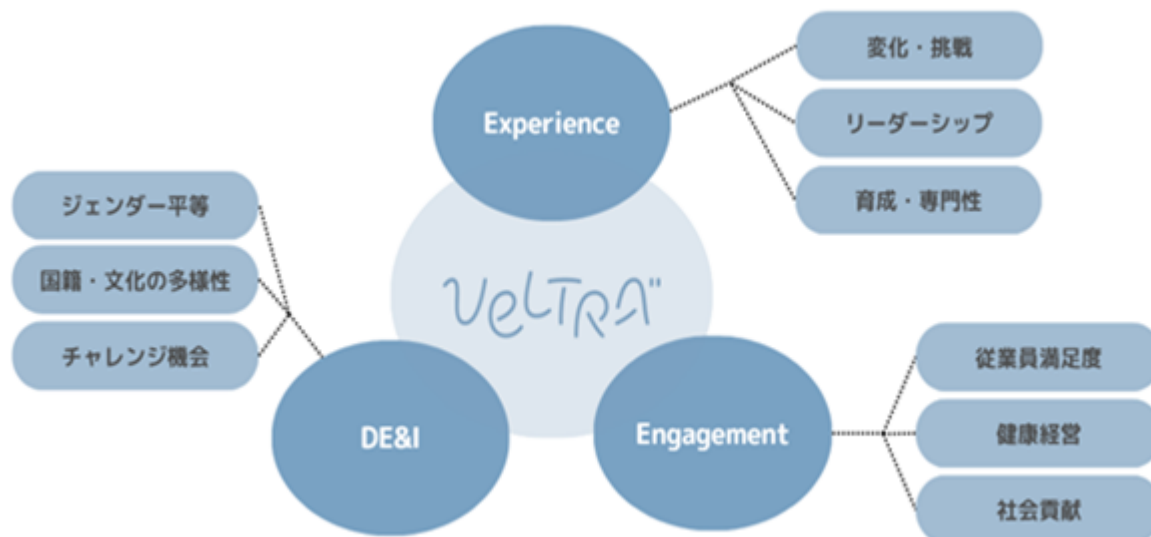 Experience
変化・挑戦
リーダーシップ
育成・専門性
ジェンダー平等
国籍・文化の多様性
チャレンジ機会
VELTRA
DE&I
Engagement
従業員満足度
健康経営
社会貢献